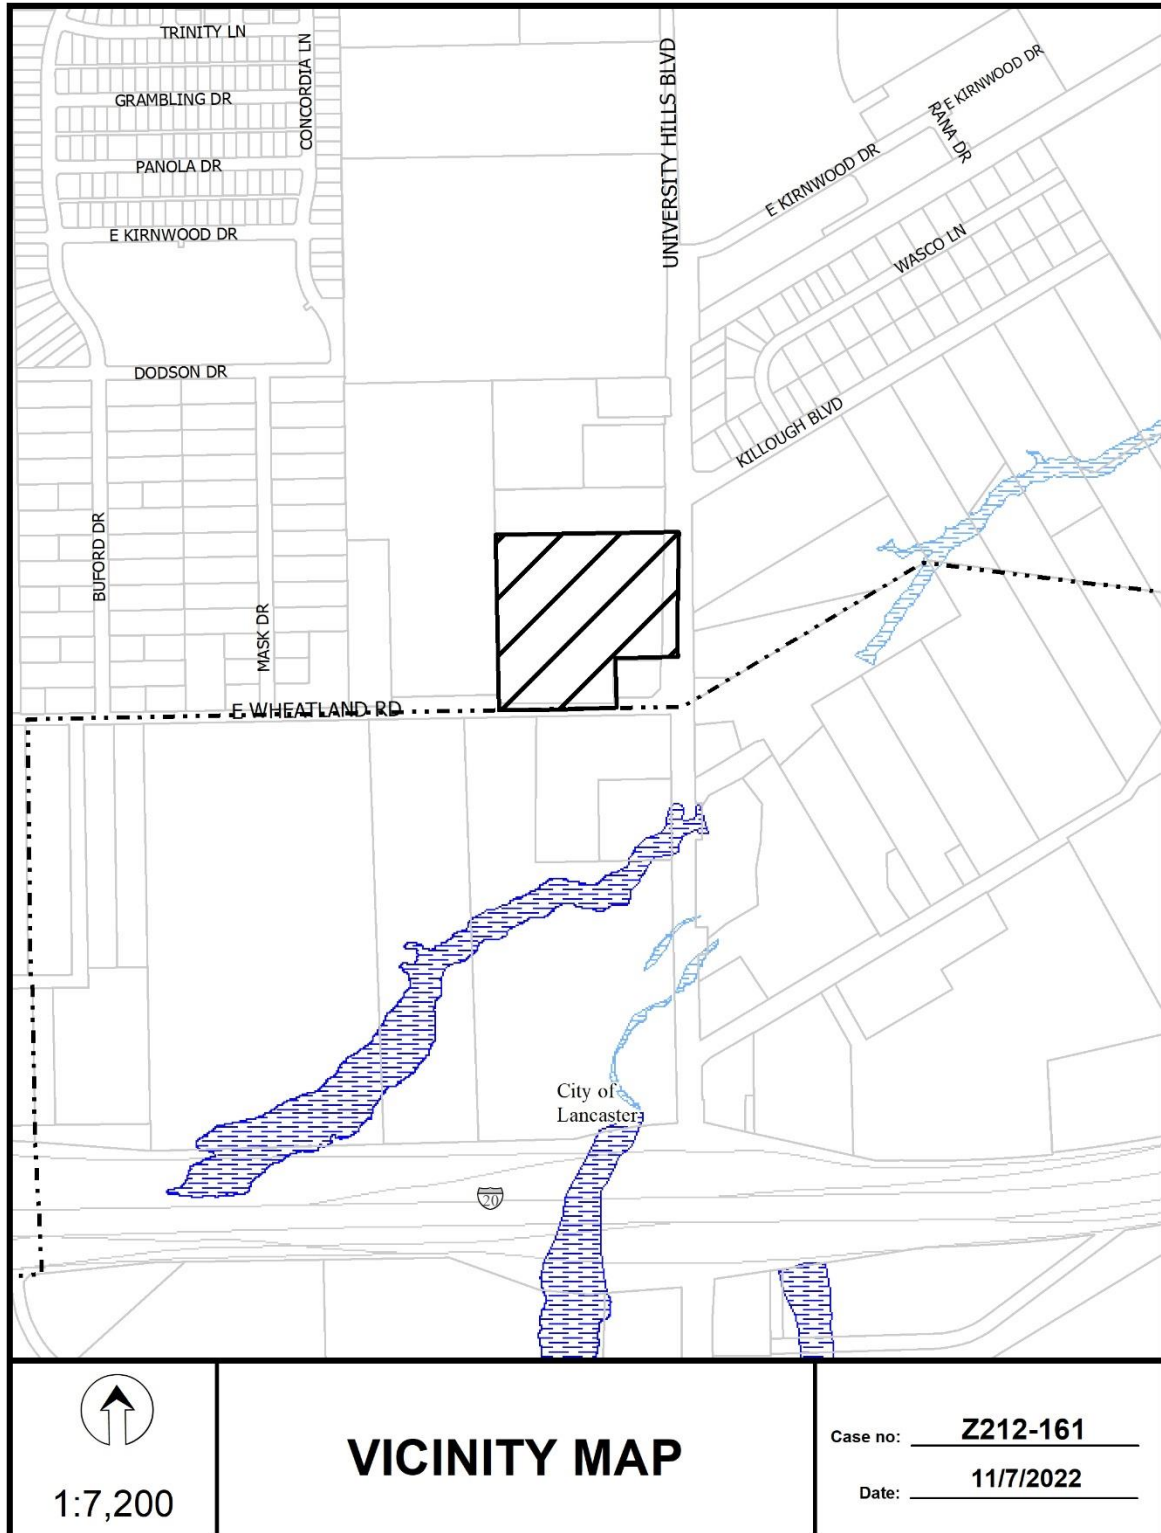 TRINITY LN
CONCORDIA LN
GRAMBLING DR
PANOLA DR
E KIRNWOOD DR
UNIVERSITY HILLS BLVD
E KIRNWOOD DR
RANA DR
E KIRNWOOD DR
WASCO LN
DODSON DR
KILLOUGH BLVD
BUFORD DR
MASK DR
E WHEATLAND RD
City of
Lancaster
20
1:7,200
VICINITY MAP
Case no: Z212-161
Date: 11/7/2022